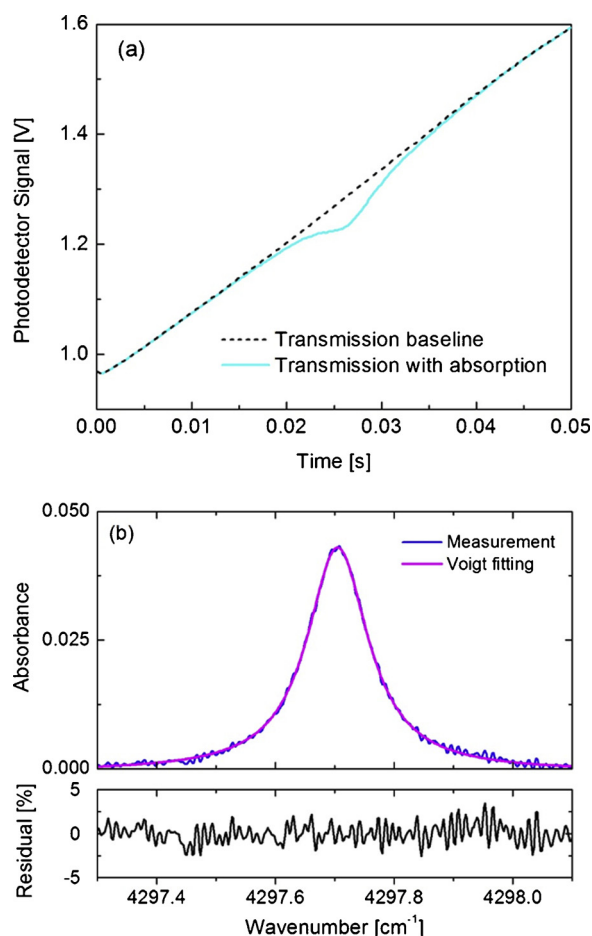 (a)
1.6
1.4
1.2
1.0
Photodetector Signal [V]
Transmission baseline
Transmission with absorption
0.00 0.01 0.02 0.03 0.04 0.05
Time [s]
(b)
0.050
0.025
0.000
Absorbance
Measurement
Voigt fitting
5
0
-5
Residual [%]
4297.4 4297.6 4297.8 4298.0
Wavenumber [cm⁻¹]